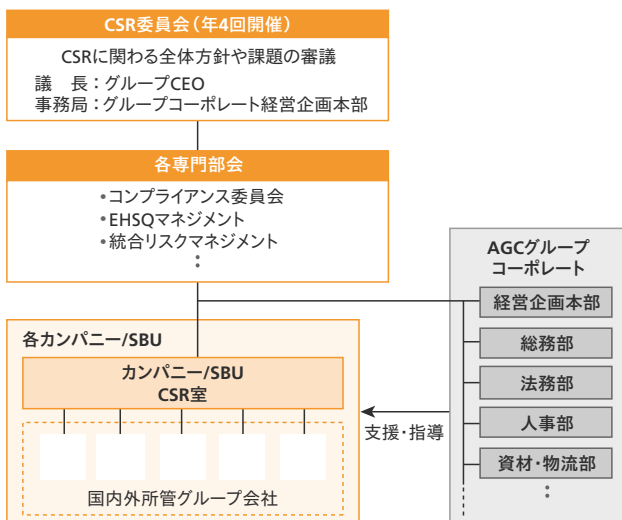 CSR委員会（年4回開催）
CSRに関わる全体方針や課題の審議
議　長：グループCEO
事務局：グループコーポレート経営企画本部
各専門部会
•コンプライアンス委員会
•EHSQマネジメント
•統合リスクマネジメント
：
AGCグループ
コーポレート
経営企画本部
総務部
法務部
人事部
資材・物流部
：
各カンパニー/SBU
カンパニー/SBU
CSR室
支援・指導
国内外所管グループ会社